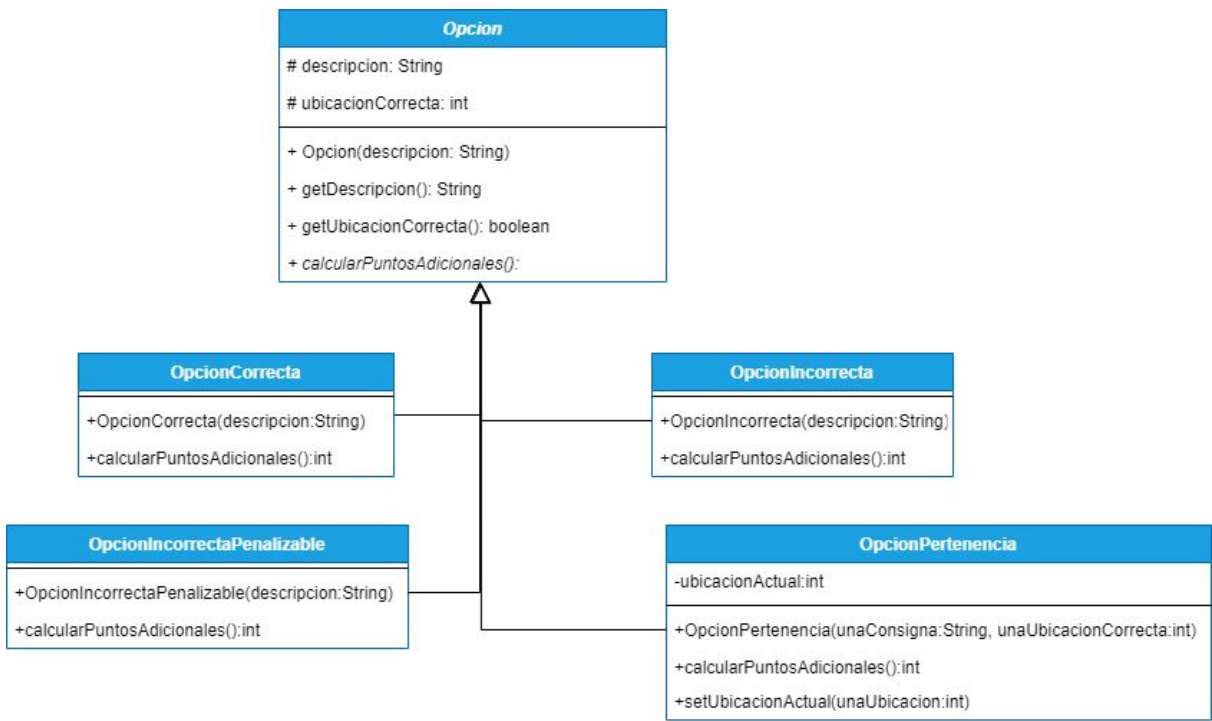 Opcion
# descripcion: String
# ubicacionCorrecta: int
+ Opcion(descripcion: String)
+ getDescripcion(): String
+ getUbicacionCorrecta(): boolean
+ calcularPuntosAdicionales():
OpcionCorrecta
+OpcionCorrecta(descripcion:String)
+calcularPuntosAdicionales():int
OpcionIncorrecta
+OpcionIncorrecta(descripcion:String)
+calcularPuntosAdicionales():int
OpcionIncorrectaPenalizable
+OpcionIncorrectaPenalizable(descripcion:String)
+calcularPuntosAdicionales():int
OpcionPertenencia
-ubicacionActual:int
+OpcionPertenencia(unaConsigna:String, unaUbicacionCorrecta:int)
+calcularPuntosAdicionales():int
+setUbicacionActual(unaUbicacion:int)